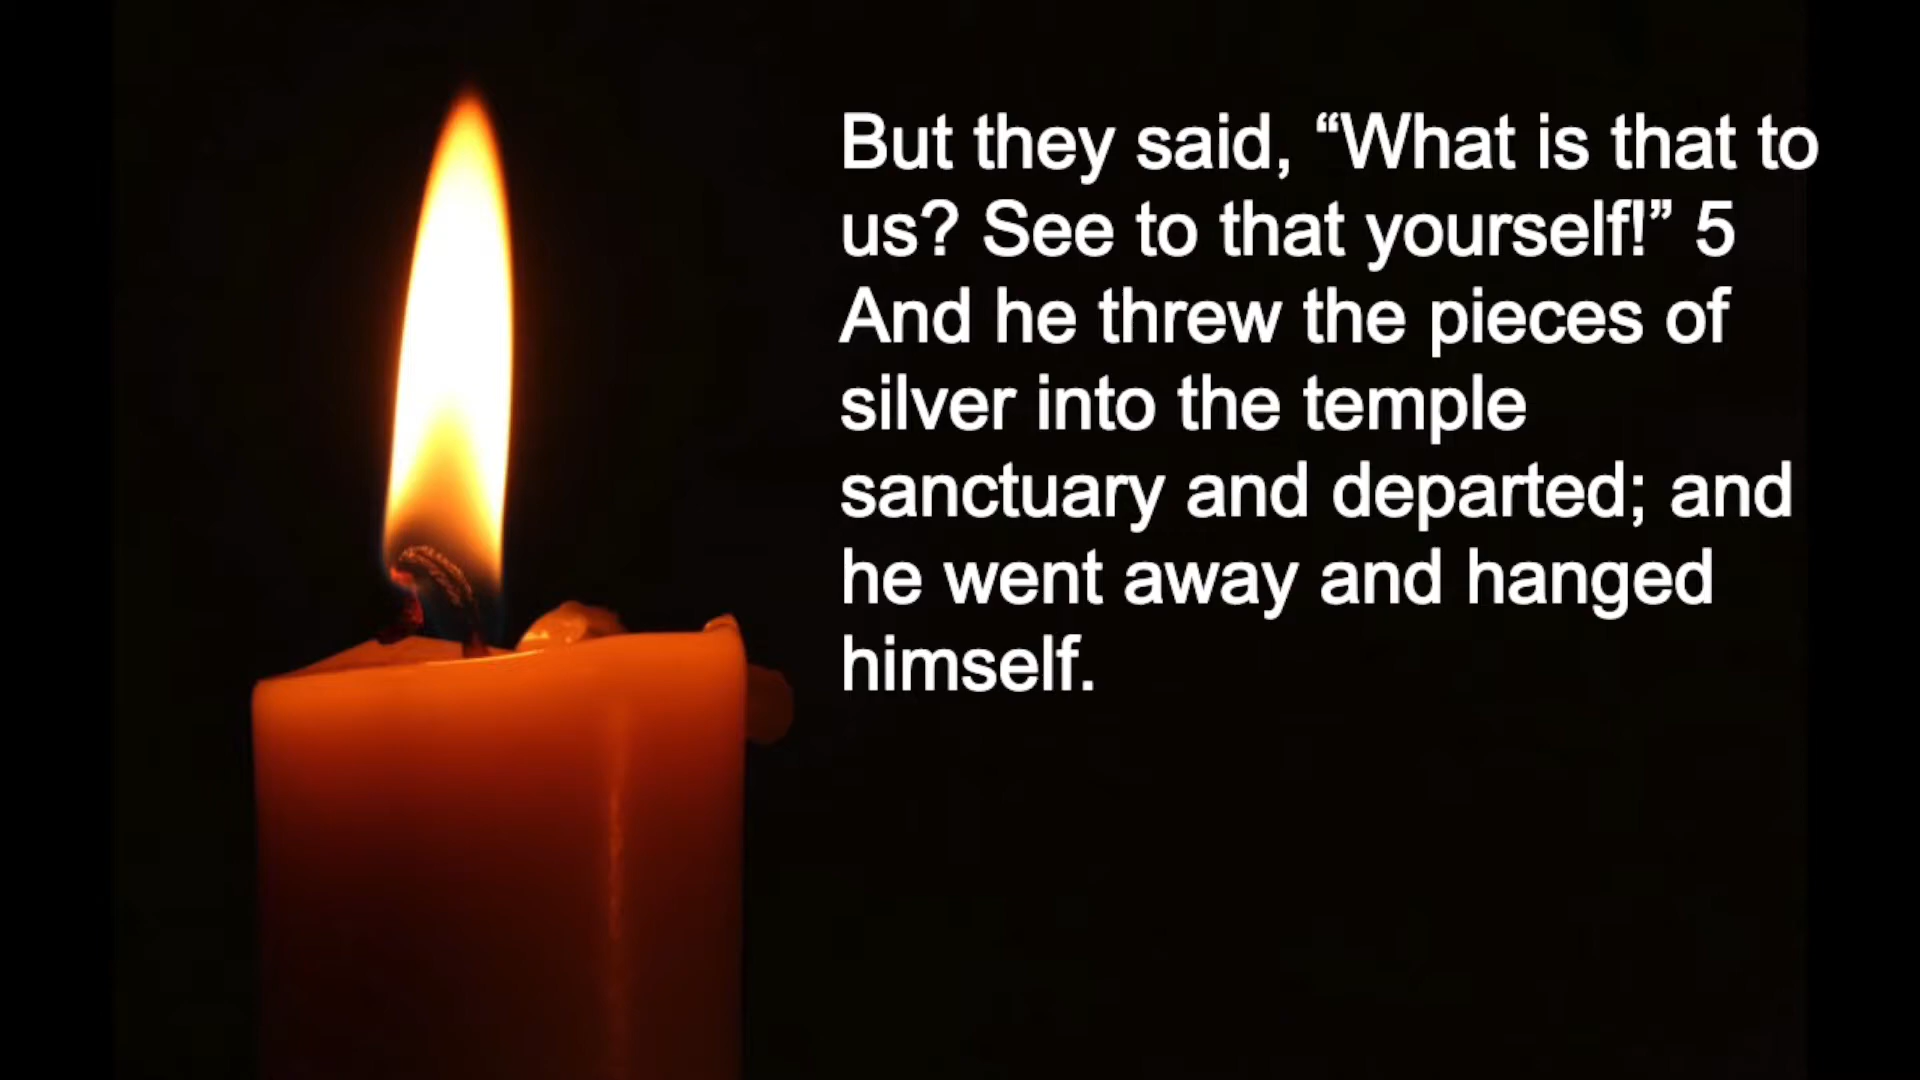 But they said, “What is that to
us? See to that yourself!” 5
And he threw the pieces of
silver into the temple
sanctuary and departed; and
he went away and hanged
himself.